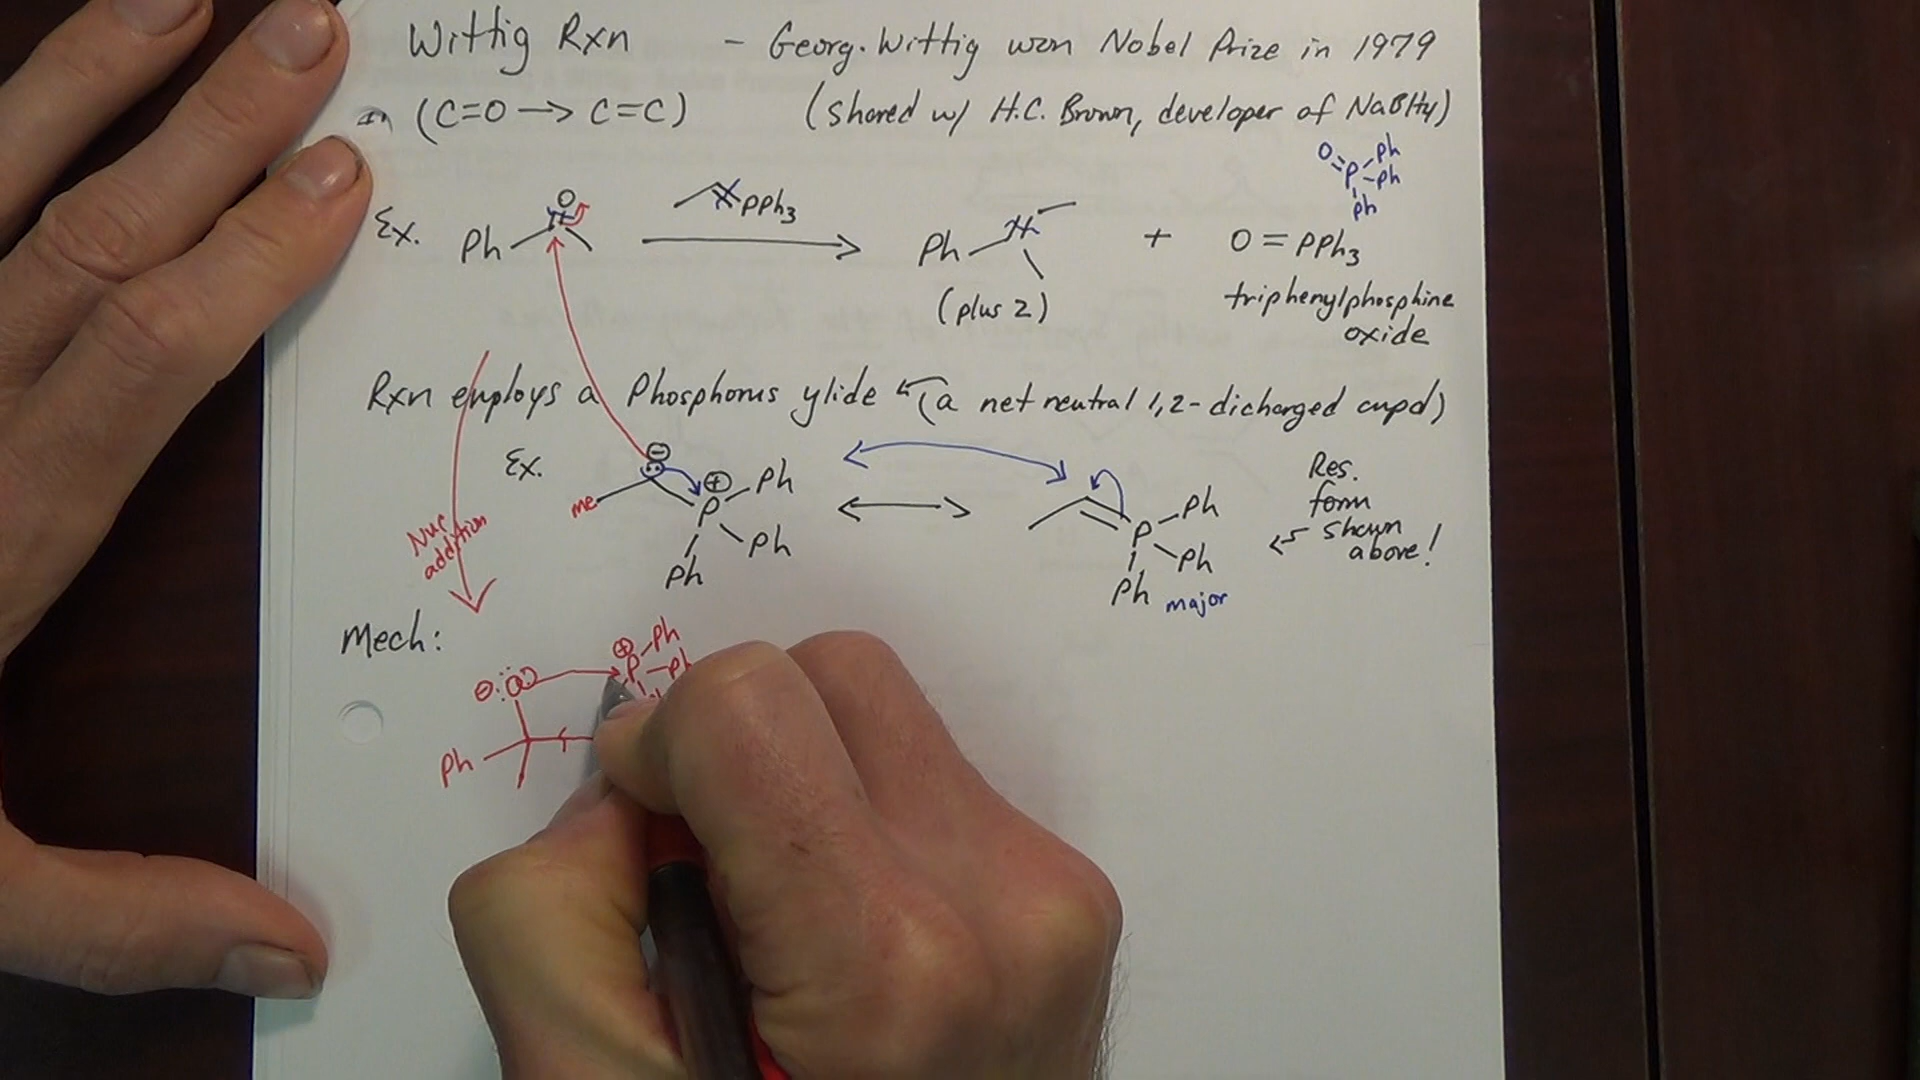 Wittig Rxn - Georg. Wittig won Nobel Prize in 1979
(C=O → C=C) (shared w/ H.C. Brown, developer of NaBH4)
O=P Ph Ph Ph
Ex. Ph O PPh3 Ph + O=PPh3
(plus Z) triphenylphosphine
oxide
Rxn employs a Phosphorus ylide (a net neutral 1,2-dicharged cmpd)
Ex. me ⊖ ⊕ P Ph Ph Ph ↔ P Ph Ph Ph major
Res.
form
shown
above!
Nuc
addition
Mech:
⊖ O ⊕ P Ph Ph
Ph